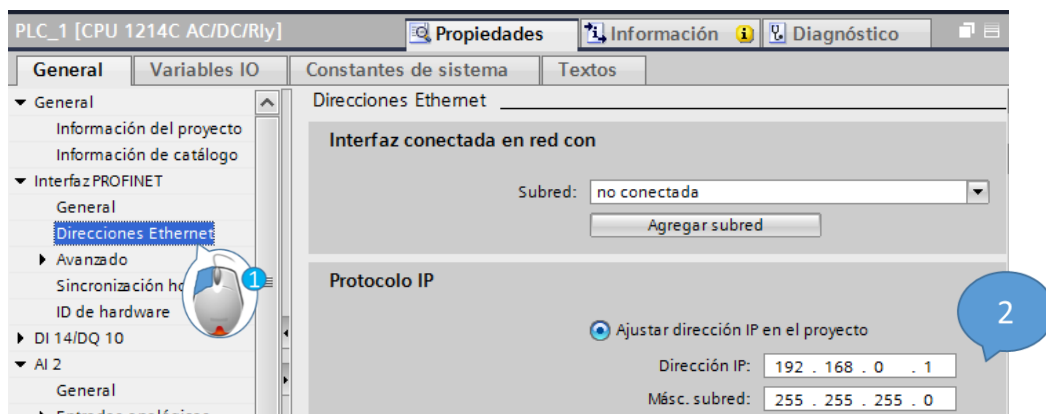 PLC_1 [CPU 1214C AC/DC/Rly]
Propiedades
Información
Diagnóstico
General
Variables IO
Constantes de sistema
Textos
General
Información del proyecto
Información de catálogo
Interfaz PROFINET
General
Direcciones Ethernet
Avanzado
Sincronización
1
ID de hardware
DI 14/DQ 10
AI 2
General
Direcciones Ethernet
Interfaz conectada en red con
Subred: no conectada
Agregar subred
Protocolo IP
2
Ajustar dirección IP en el proyecto
Dirección IP: 192 . 168 . 0 . 1
Másc. subred: 255 . 255 . 255 . 0